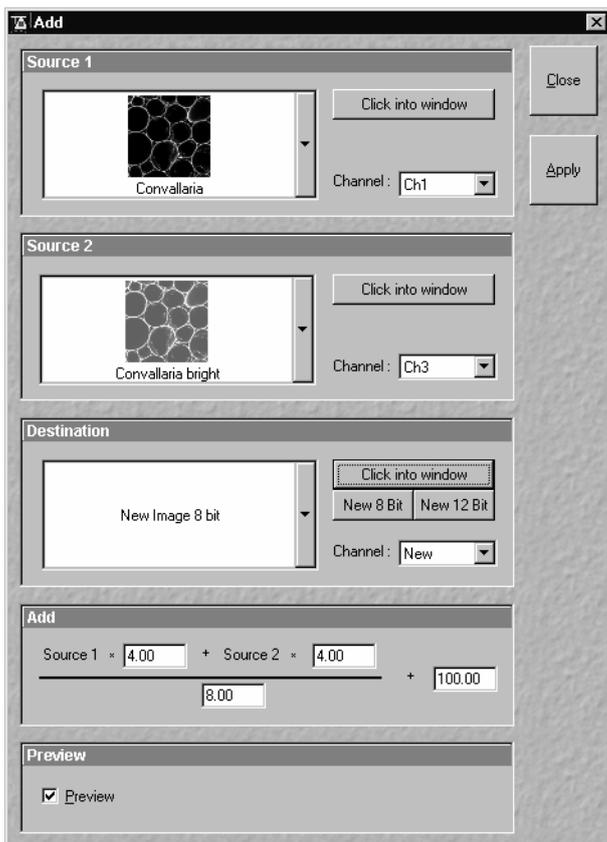 Add
Source 1
Close
Click into window
Convallaria
Channel : Ch1
Apply
Source 2
Click into window
Convallaria bright
Channel : Ch3
Destination
Click into window
New Image 8 bit
New 8 Bit New 12 Bit
Channel : New
Add
Source 1 × 4.00 + Source 2 × 4.00
8.00
+ 100.00
Preview
Preview